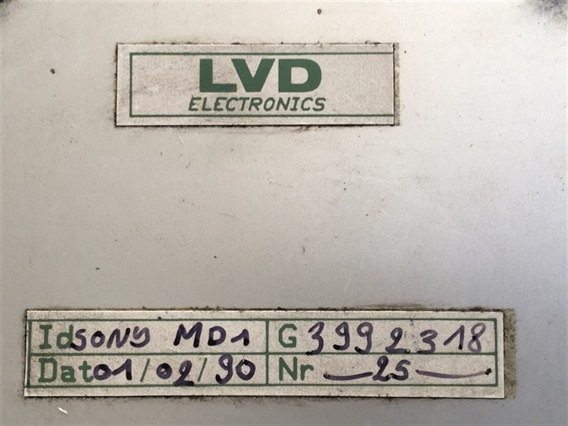 LVD
ELECTRONICS
Id SONY MD1 G 3992318
Dat 01/02/90 Nr — 25 —